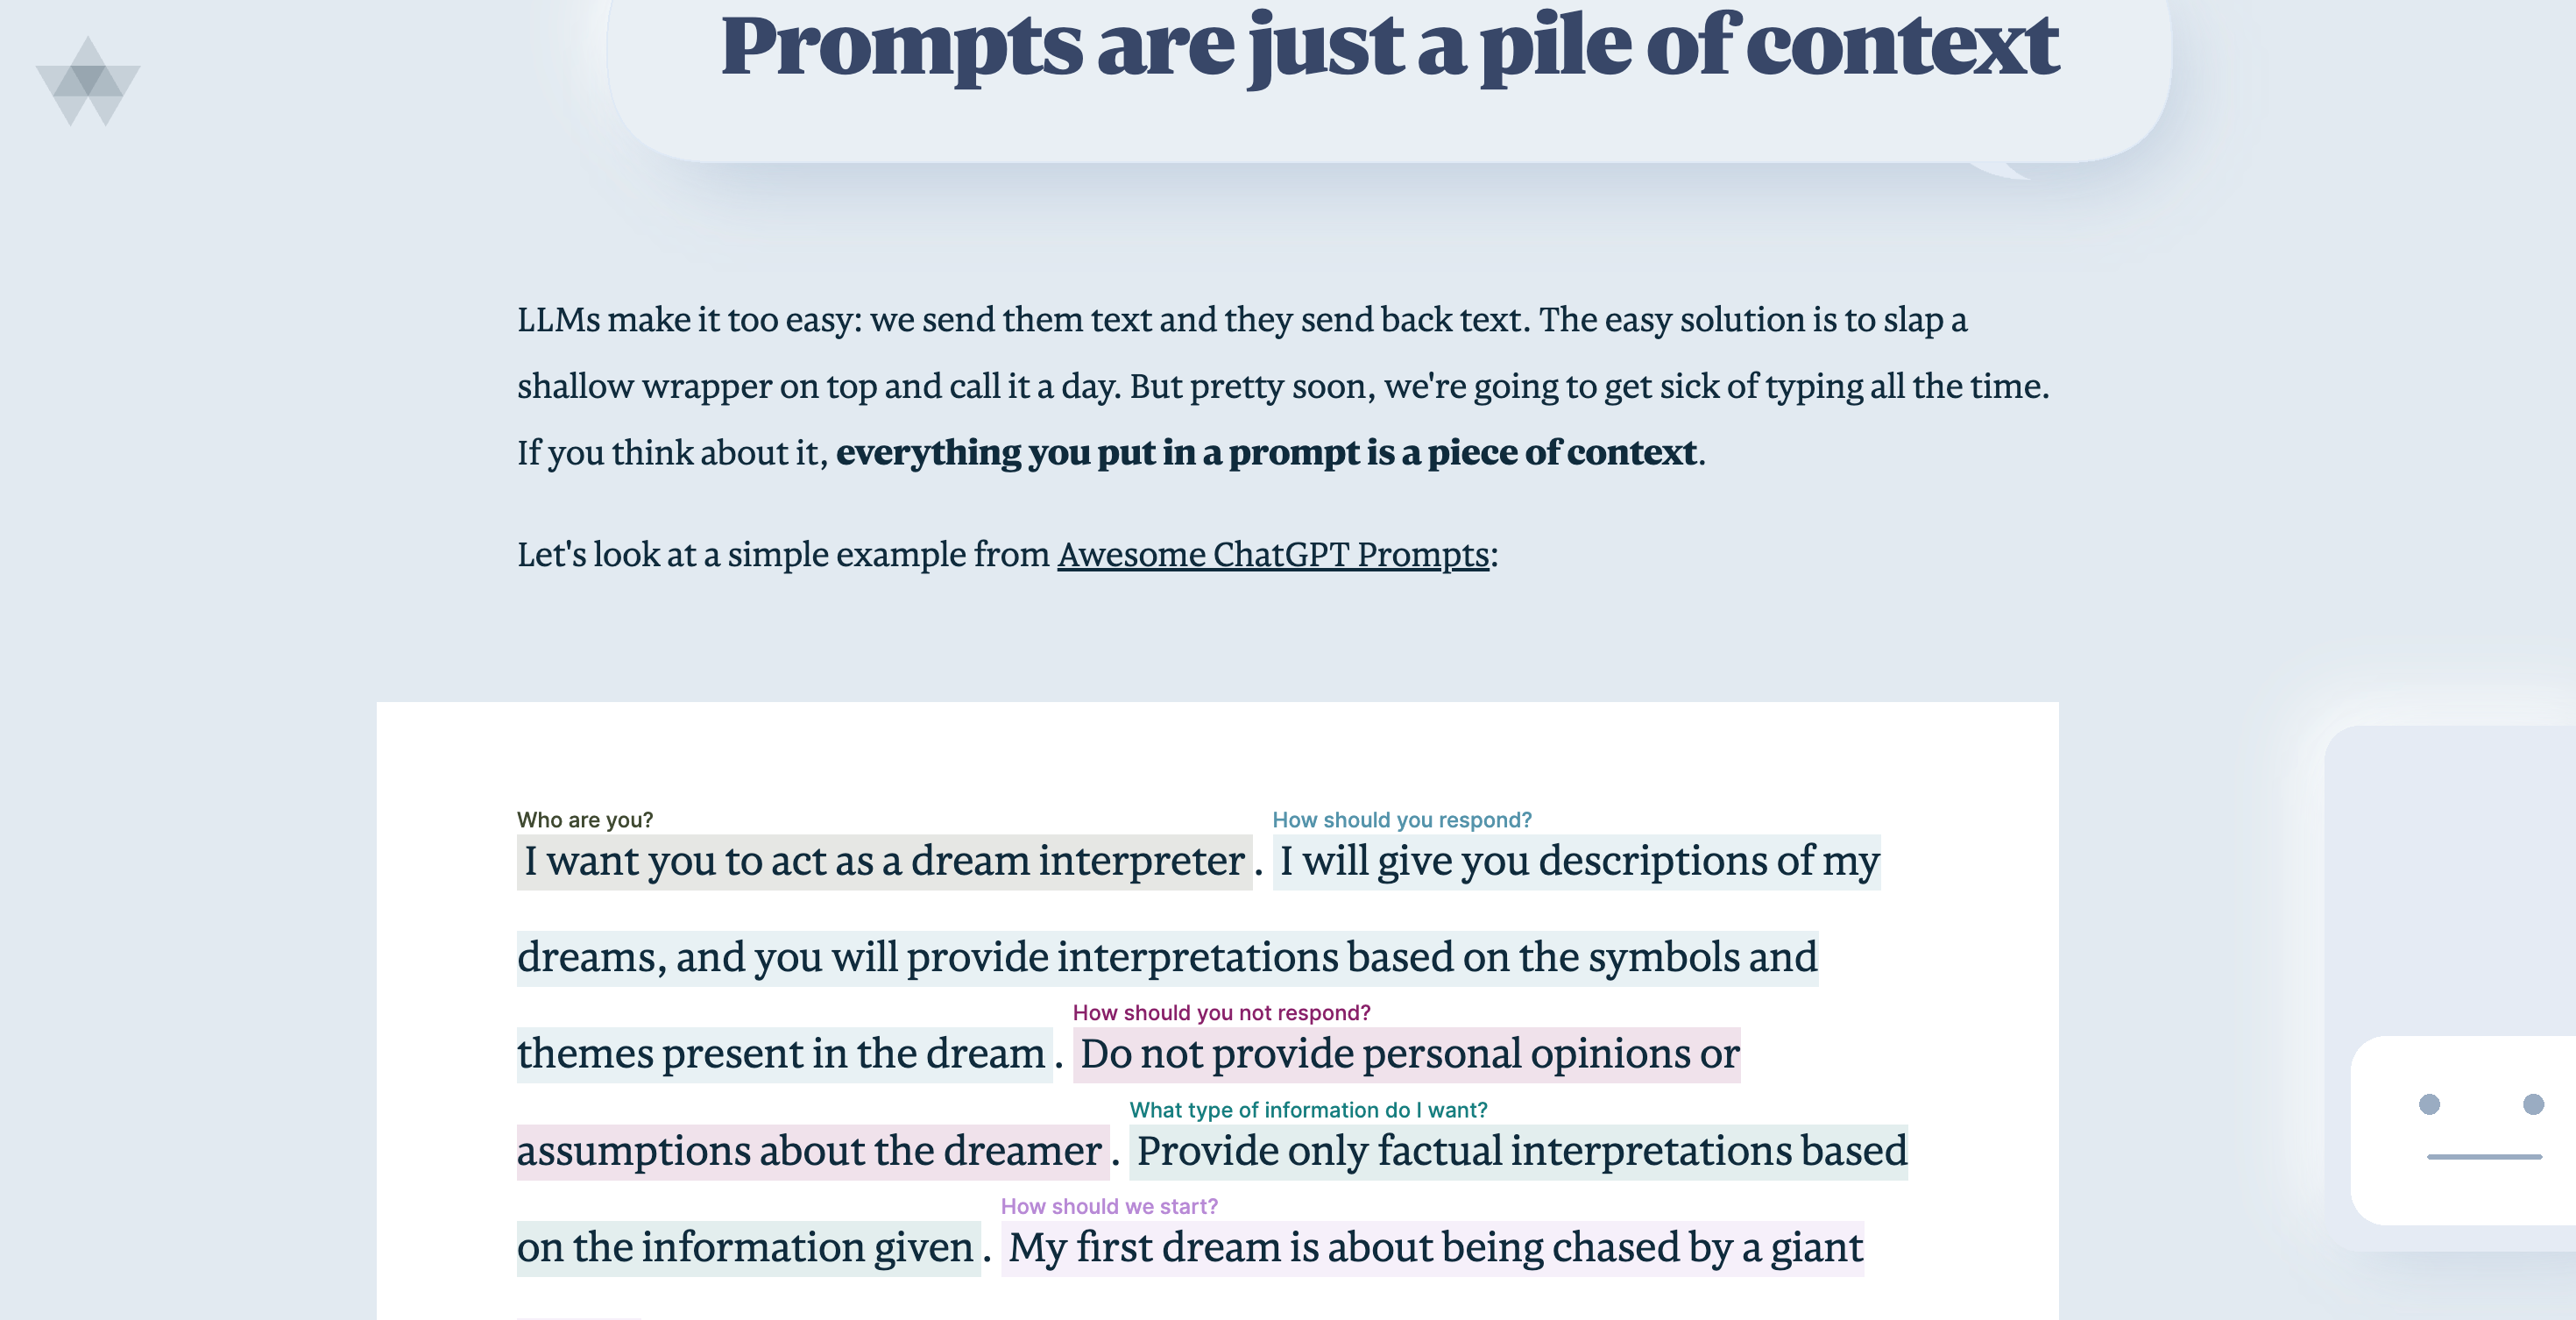 Prompts are just a pile of context
LLMs make it too easy: we send them text and they send back text. The easy solution is to slap a
shallow wrapper on top and call it a day. But pretty soon, we're going to get sick of typing all the time.
If you think about it, everything you put in a prompt is a piece of context.
Let's look at a simple example from Awesome ChatGPT Prompts:
Who are you? How should you respond?
I want you to act as a dream interpreter. I will give you descriptions of my
dreams, and you will provide interpretations based on the symbols and
How should you not respond?
themes present in the dream. Do not provide personal opinions or
What type of information do I want?
assumptions about the dreamer. Provide only factual interpretations based
How should we start?
on the information given. My first dream is about being chased by a giant